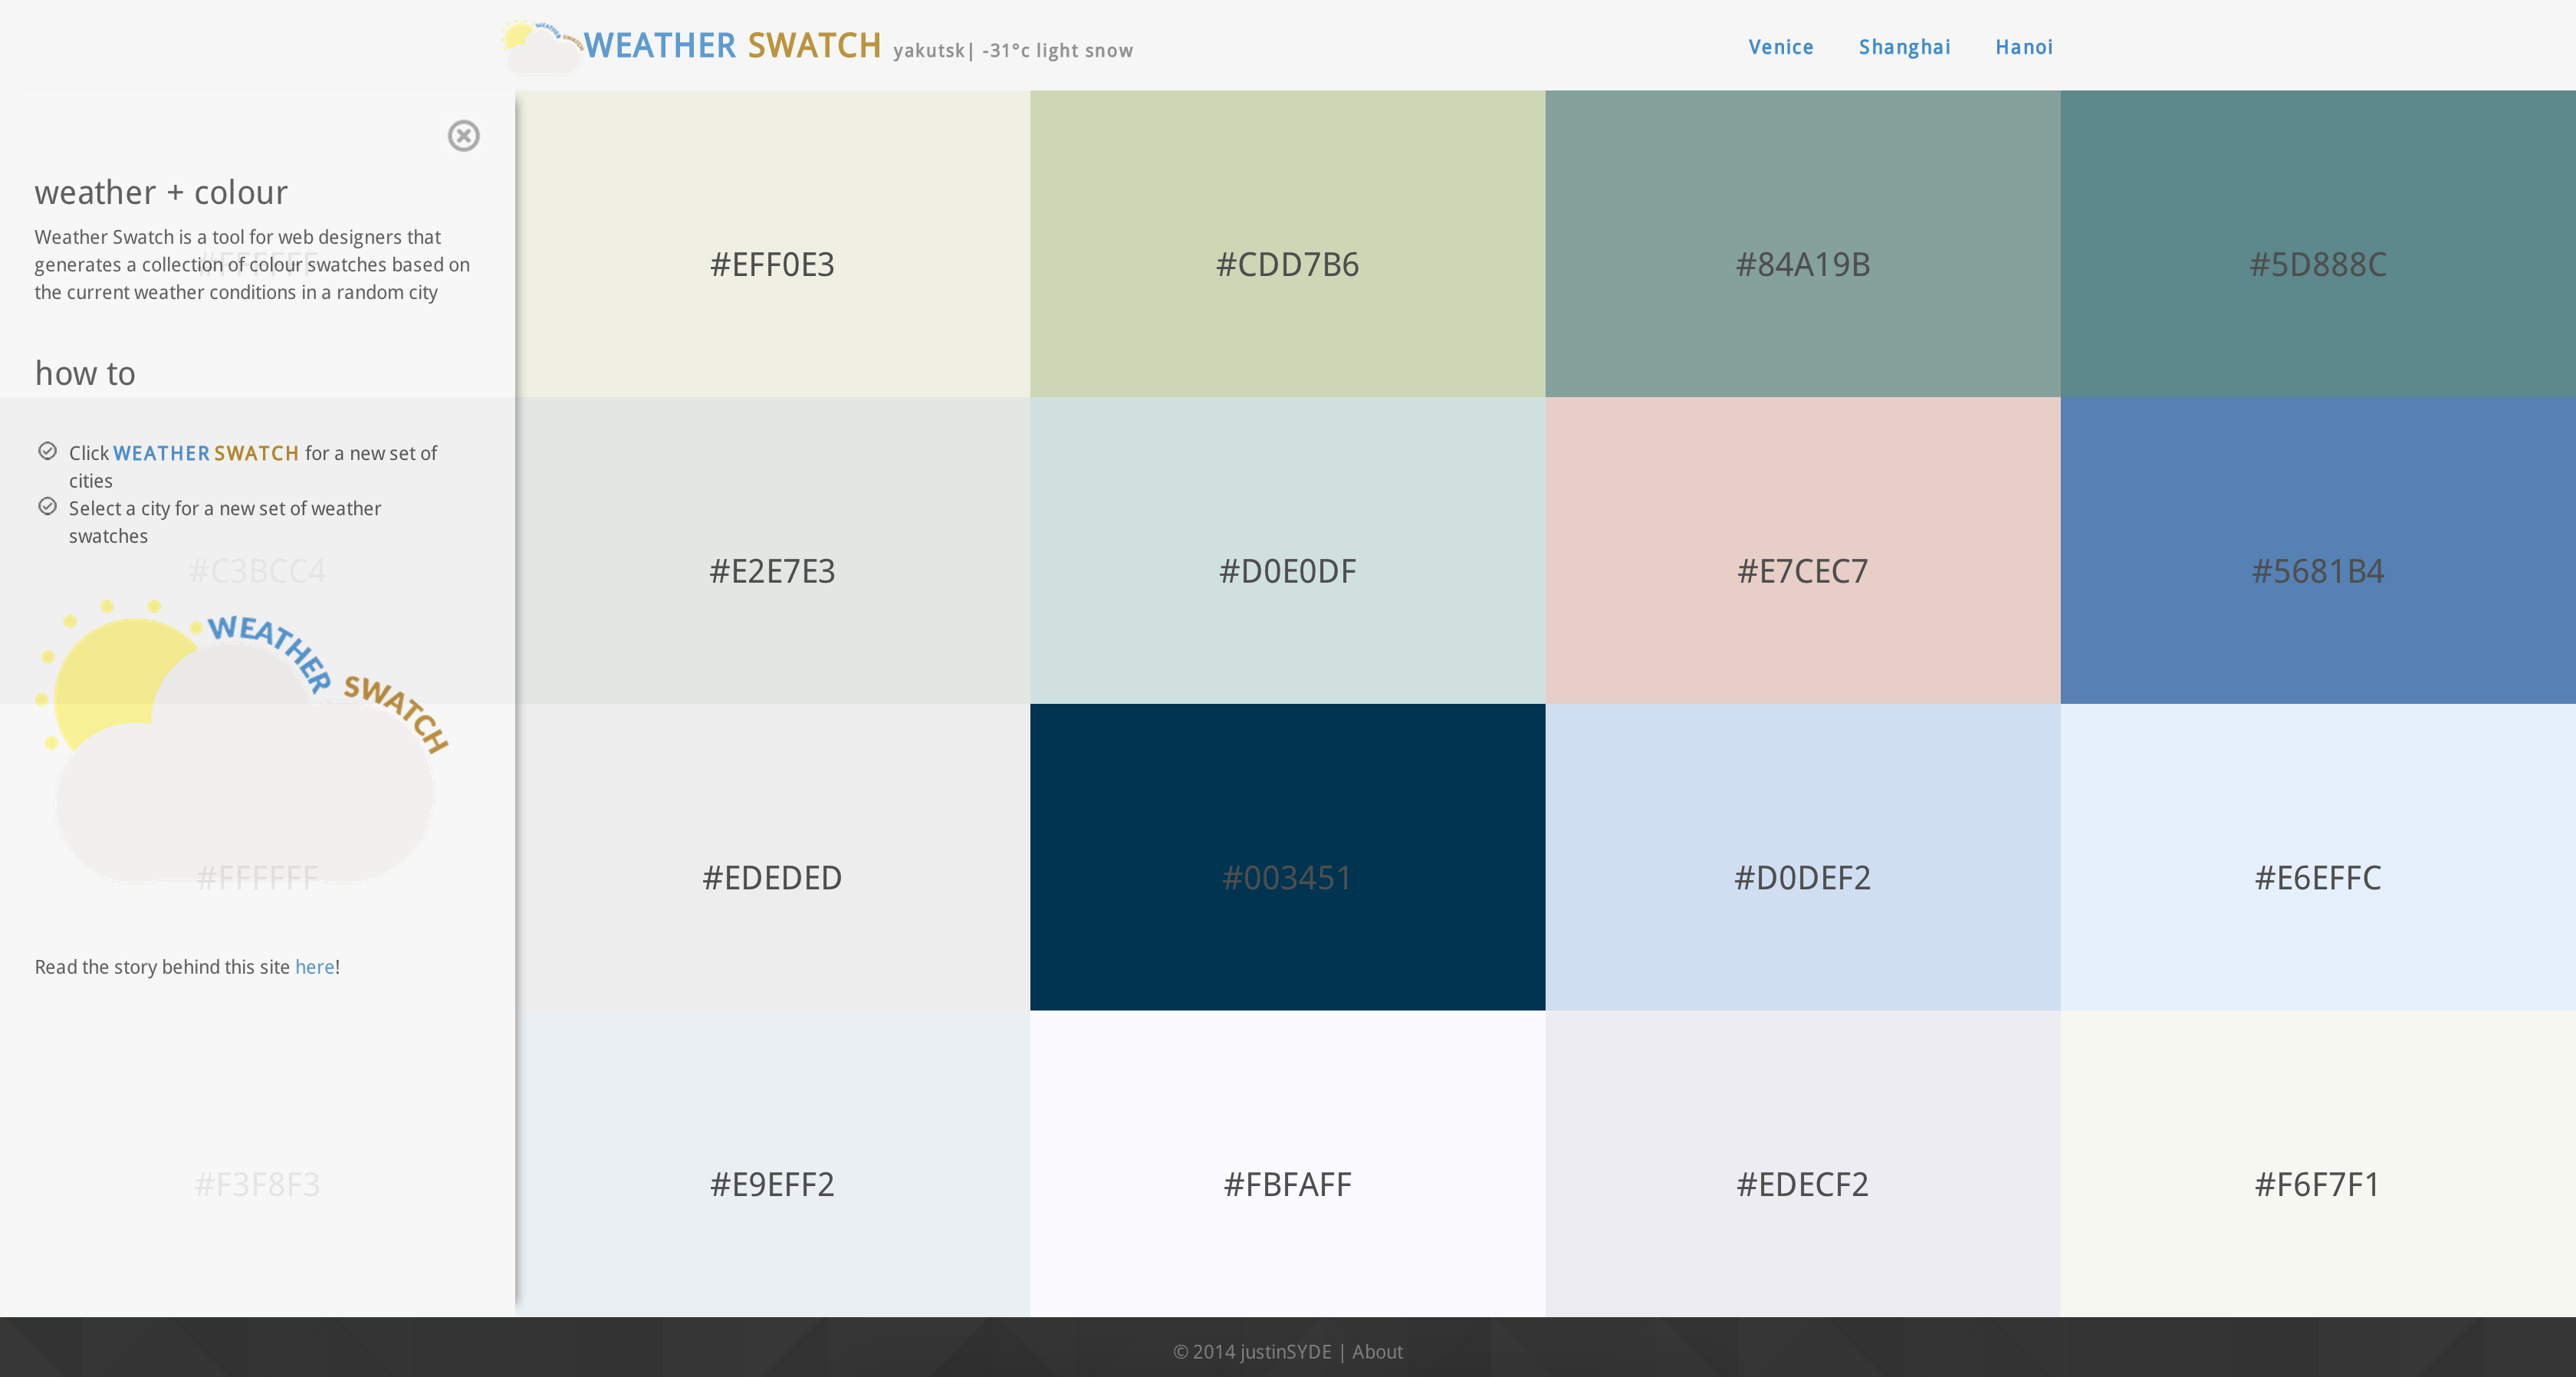 WEATHER SWATCH
WEATHER SWATCH yakutsk| -31°c light snow
Venice Shanghai Hanoi
weather + colour
Weather Swatch is a tool for web designers that
generates a collection of colour swatches based on
the current weather conditions in a random city
how to
Click WEATHER SWATCH for a new set of
cities
Select a city for a new set of weather
swatches
WEATHER SWATCH
Read the story behind this site here!
#FFFFFF #EFF0E3 #CDD7B6 #84A19B #5D888C
#C3BCC4 #E2E7E3 #D0E0DF #E7CEC7 #5681B4
#FFFFFF #EDEDED #003451 #D0DEF2 #E6EFFC
#F3F8F3 #E9EFF2 #FBFAFF #EDECF2 #F6F7F1
© 2014 justinSYDE | About